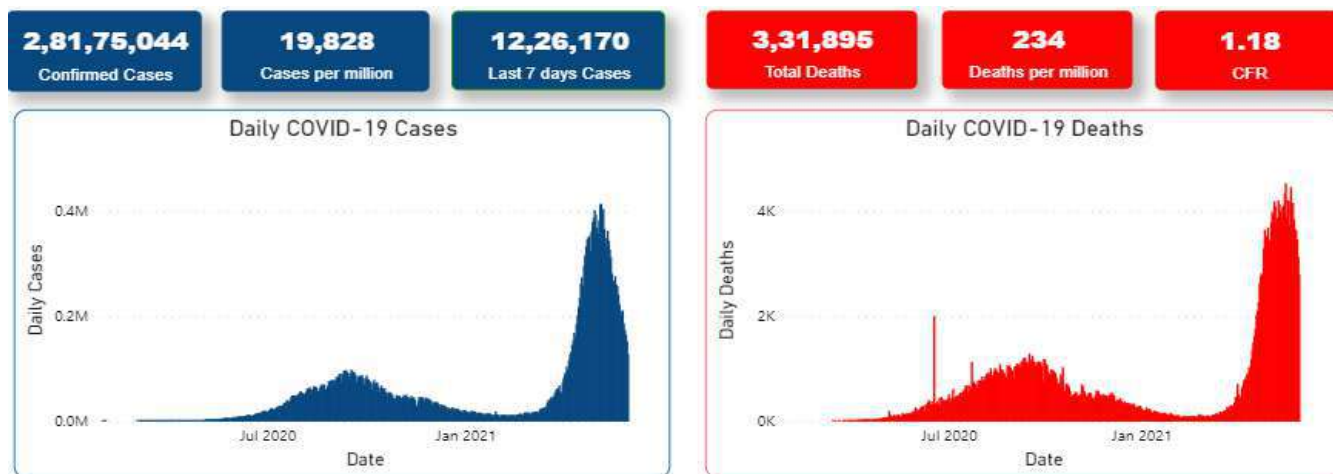 2,81,75,044
Confirmed Cases
19,828
Cases per million
12,26,170
Last 7 days Cases
3,31,895
Total Deaths
234
Deaths per million
1.18
CFR
Daily COVID-19 Cases
0.4M
0.2M
0.0M
Daily Cases
Jul 2020
Jan 2021
Date
Daily COVID-19 Deaths
4K
2K
0K
Daily Deaths
Jul 2020
Jan 2021
Date